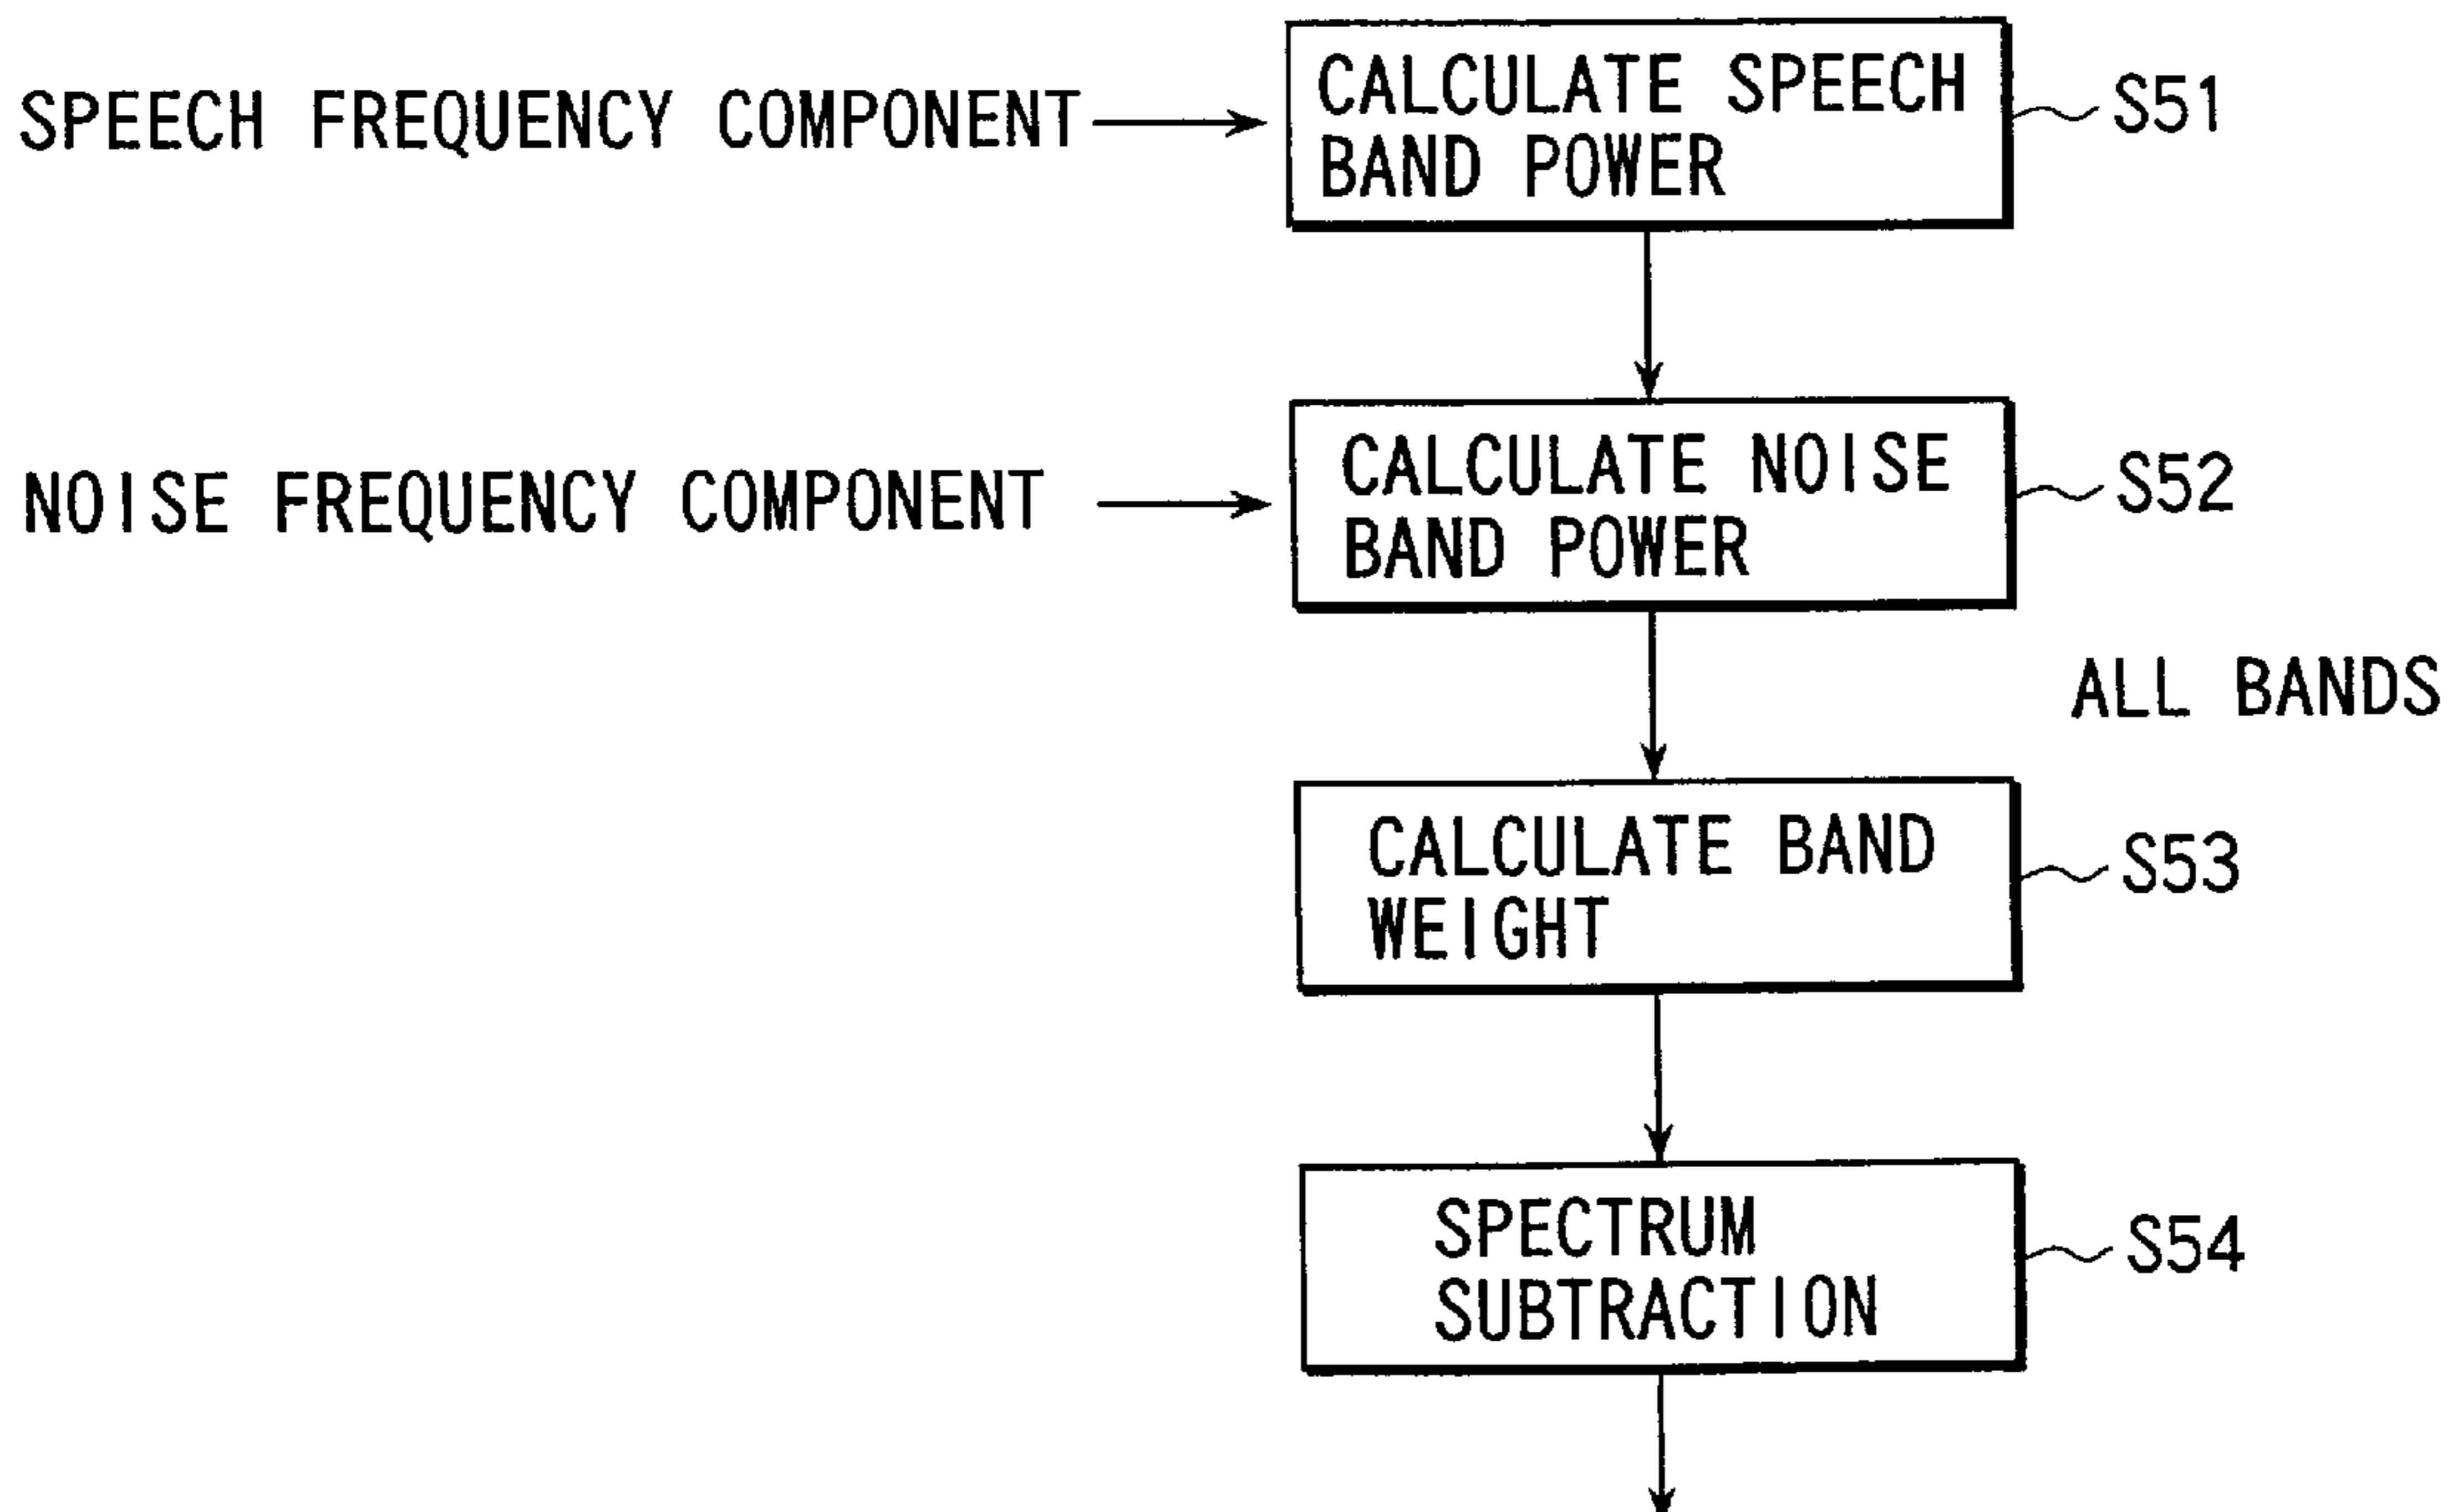 SPEECH FREQUENCY COMPONENT
CALCULATE SPEECH
BAND POWER
S51
NOISE FREQUENCY COMPONENT
CALCULATE NOISE
BAND POWER
S52
ALL BANDS
CALCULATE BAND
WEIGHT
S53
SPECTRUM
SUBTRACTION
S54